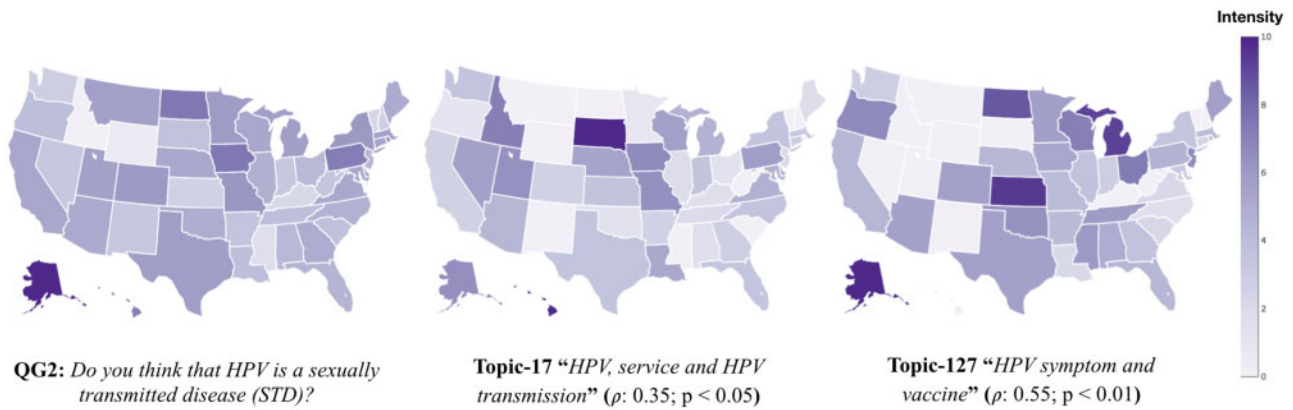 Intensity
10
8
6
4
2
0
QG2: Do you think that HPV is a sexually
transmitted disease (STD)?
Topic-17 “HPV, service and HPV
transmission” (ρ: 0.35; p < 0.05)
Topic-127 “HPV symptom and
vaccine” (ρ: 0.55; p < 0.01)